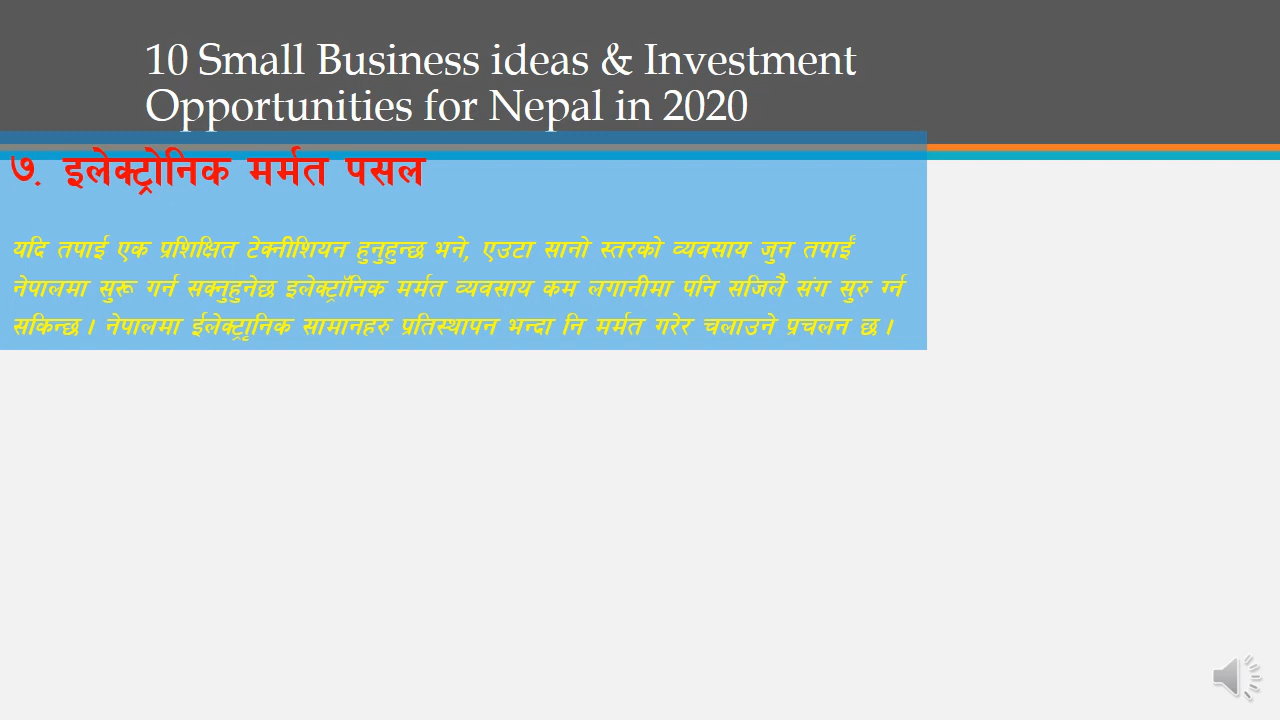 10 Small Business ideas & Investment
Opportunities for Nepal in 2020
७. इलेक्ट्रोनिक मर्मत पसल
यदि तपाई एक प्रशिक्षित टेक्नीशियन हुनुहुन्छ भने, एउटा सानो स्तरको व्यवसाय जुन तपाईं
नेपालमा सुरू गर्न सक्नुहुनेछ इलेक्ट्रॉनिक मर्मत व्यवसाय कम लगानीमा पनि सजिलै संग सुरु ग्न
सकिन्छ । नेपालमा ईलेक्ट्राृनिक सामानहरु प्रतिस्थापन भन्दा नि मर्मत गरेर चलाउने प्रचलन छ ।